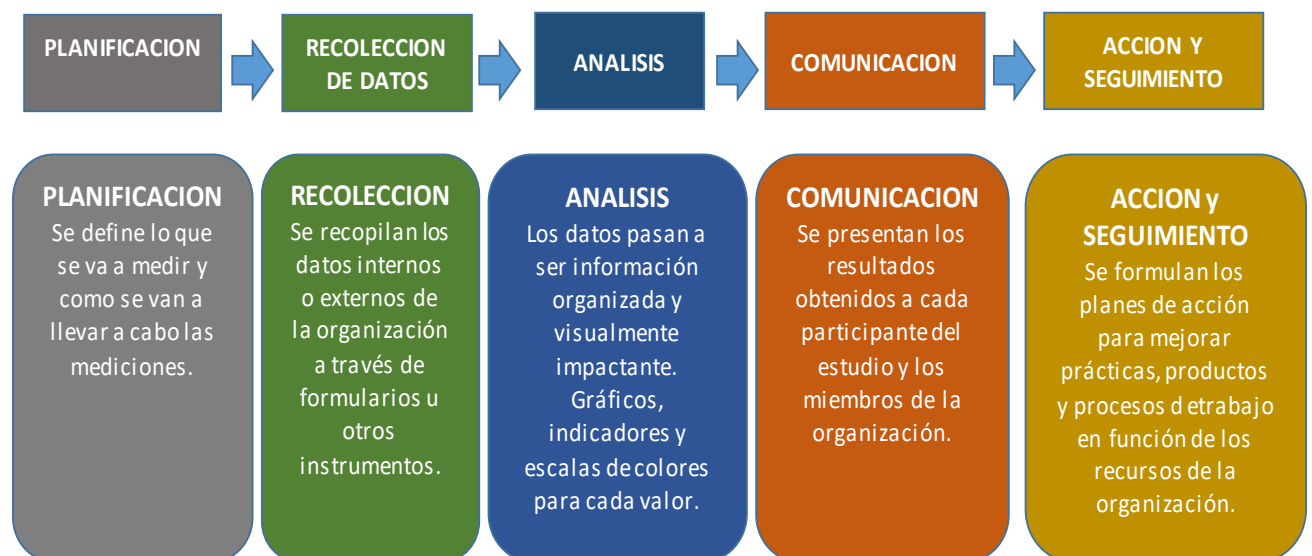 PLANIFICACION
RECOLECCION
DE DATOS
ANALISIS
COMUNICACION
ACCION Y
SEGUIMIENTO
PLANIFICACION
Se define lo que
se va a medir y
como se van a
llevar a cabo las
mediciones.
RECOLECCION
Se recopilan los
datos internos
o externos de
la organización
a través de
formularios u
otros
instrumentos.
ANALISIS
Los datos pasan a
ser información
organizada y
visualmente
impactante.
Gráficos,
indicadores y
escalas de colores
para cada valor.
COMUNICACION
Se presentan los
resultados
obtenidos a cada
participante del
estudio y los
miembros de la
organización.
ACCION y
SEGUIMIENTO
Se formulan los
planes de acción
para mejorar
prácticas, productos
y procesos d etrabajo
en función de los
recursos de la
organización.